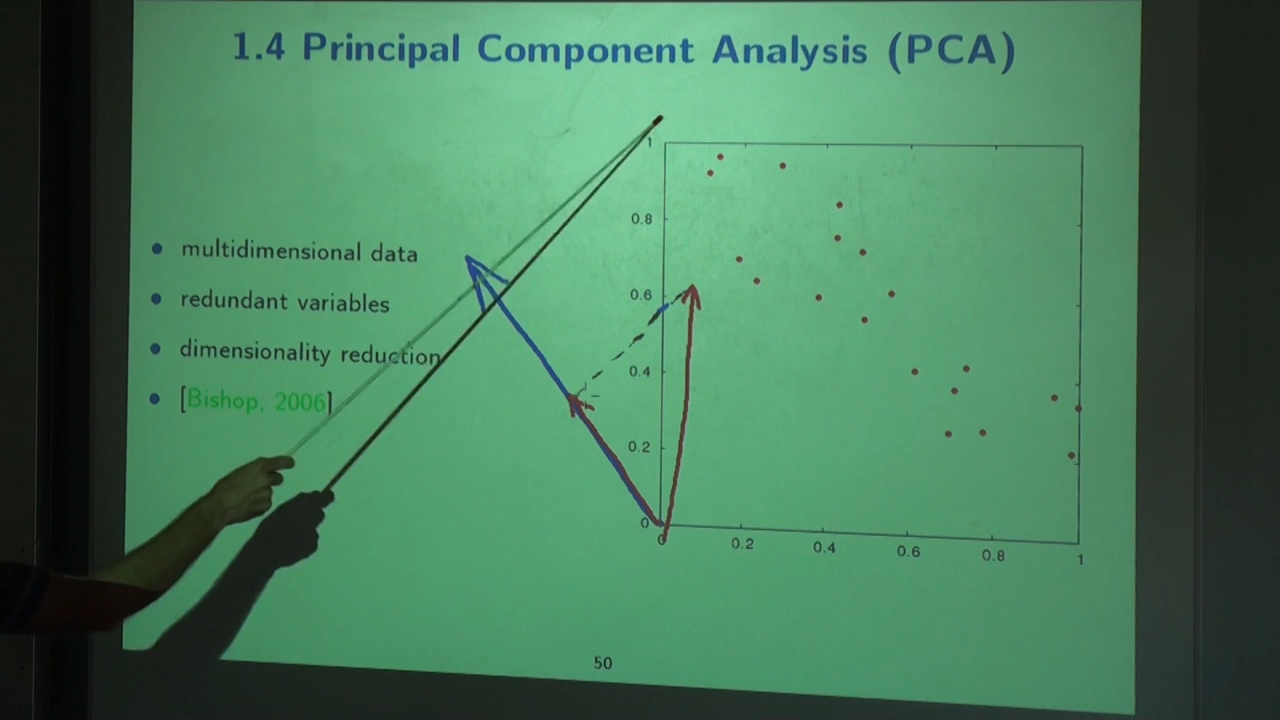 1.4 Principal Component Analysis (PCA)
multidimensional data
redundant variables
dimensionality reduction
[Bishop, 2006]
1
0.8
0.6
0.4
0.2
0
0 0.2 0.4 0.6 0.8 1
50